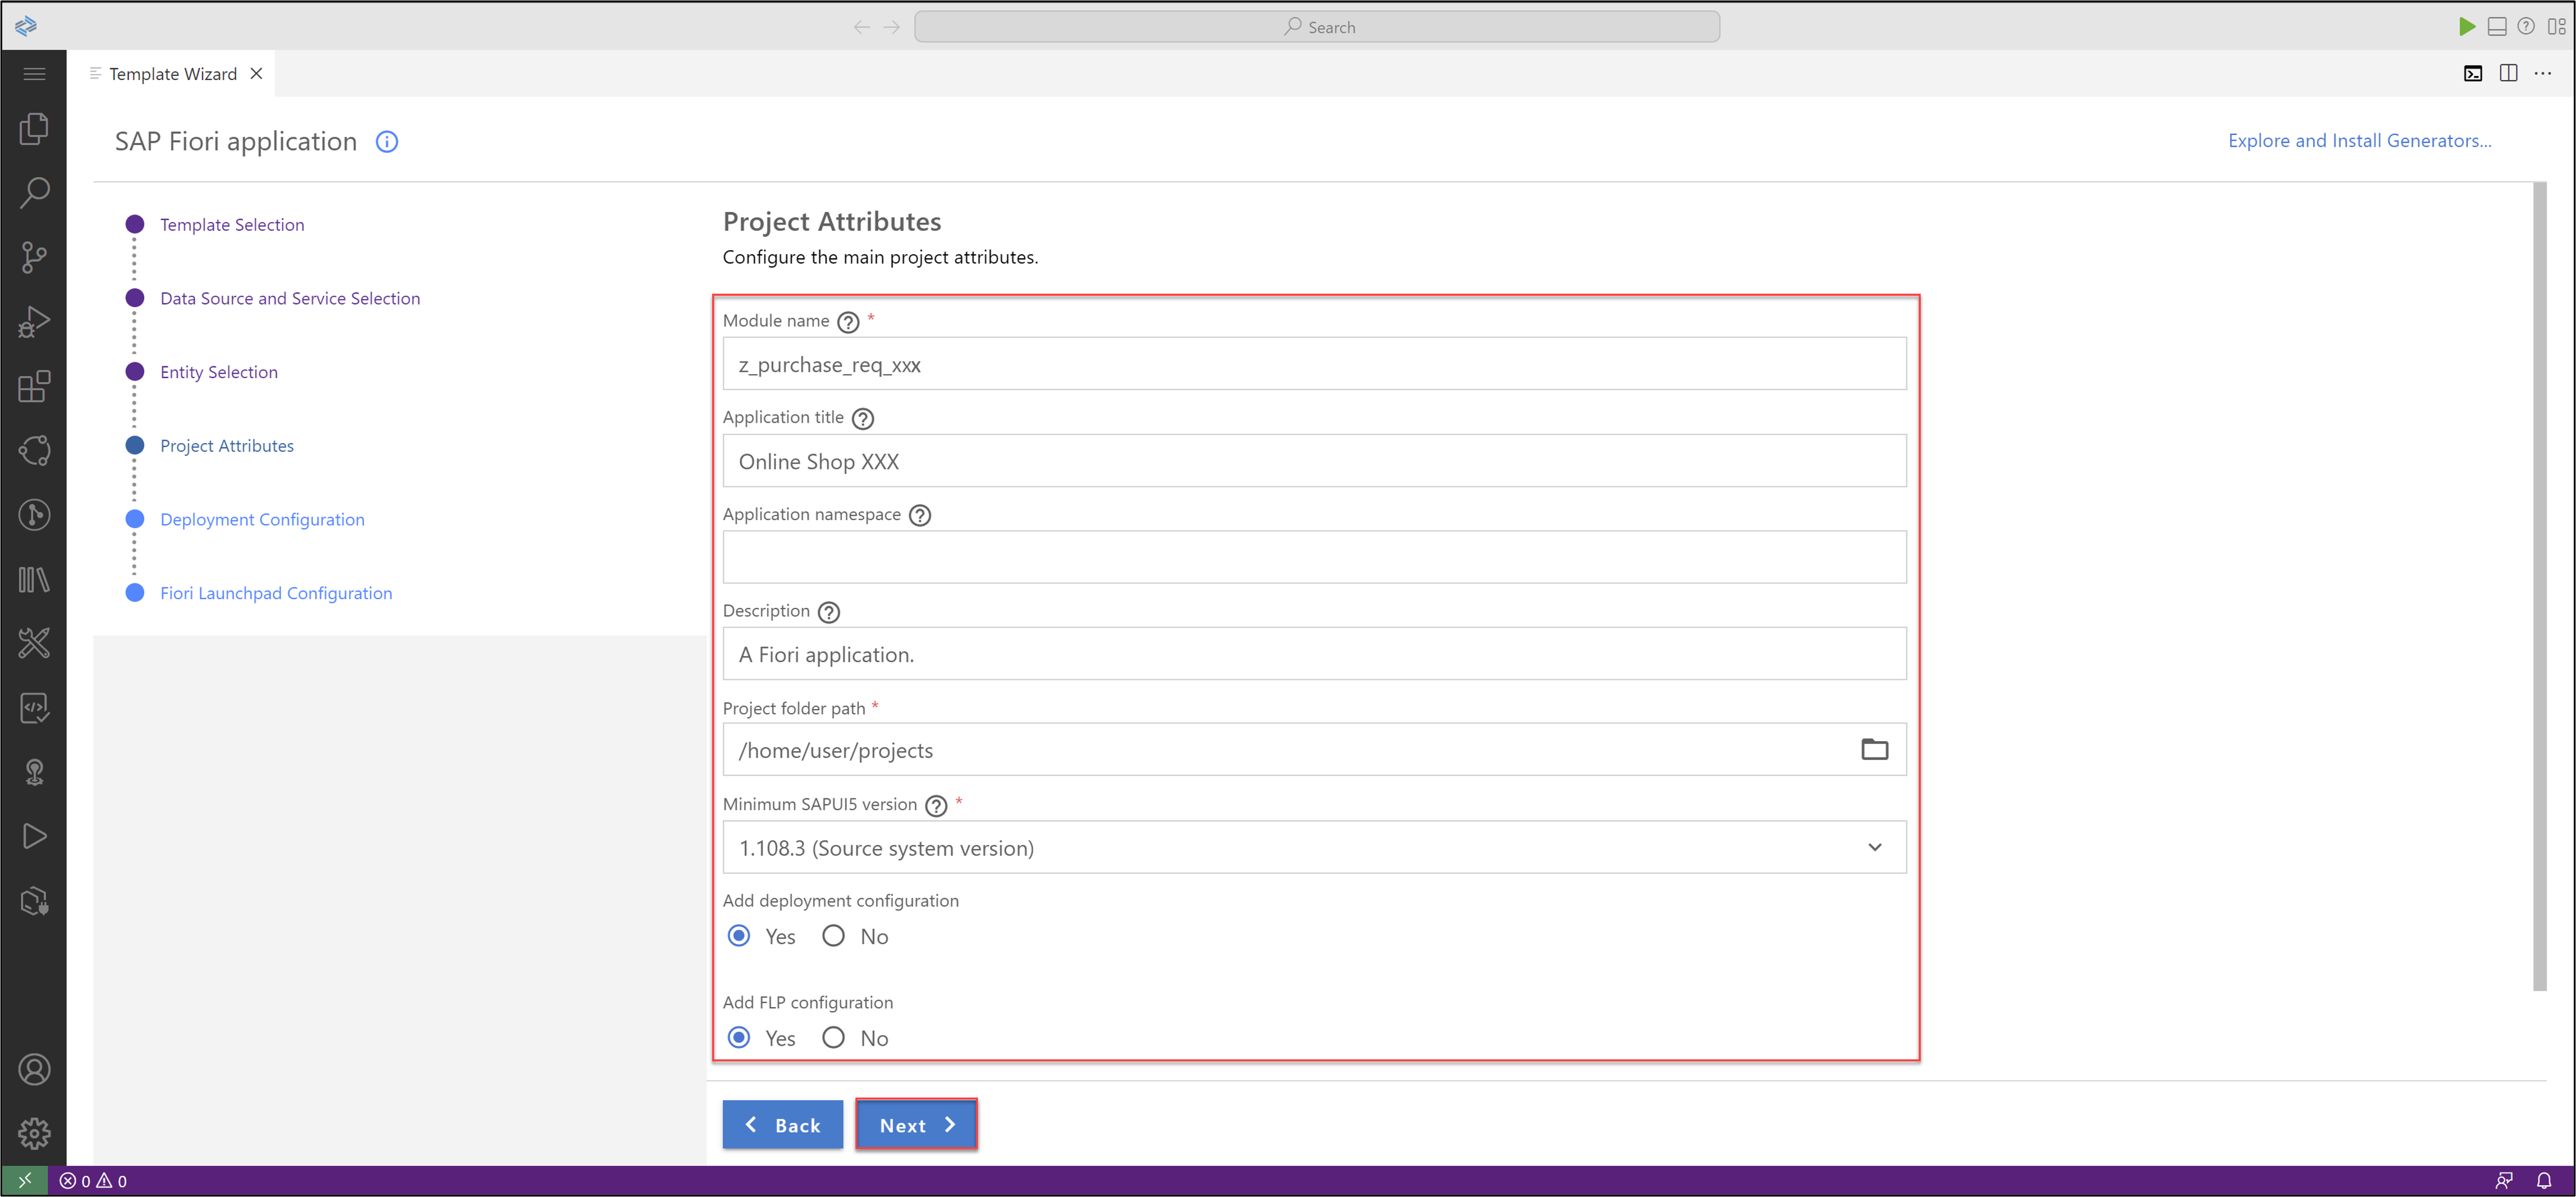 Search
Template Wizard
SAP Fiori application
Explore and Install Generators...
Template Selection
Data Source and Service Selection
Entity Selection
Project Attributes
Deployment Configuration
Fiori Launchpad Configuration
Project Attributes
Configure the main project attributes.
Module name *
z_purchase_req_xxx
Application title
Online Shop XXX
Application namespace
Description
A Fiori application.
Project folder path *
/home/user/projects
Minimum SAPUI5 version *
1.108.3 (Source system version)
Add deployment configuration
Yes No
Add FLP configuration
Yes No
Back Next
0 0